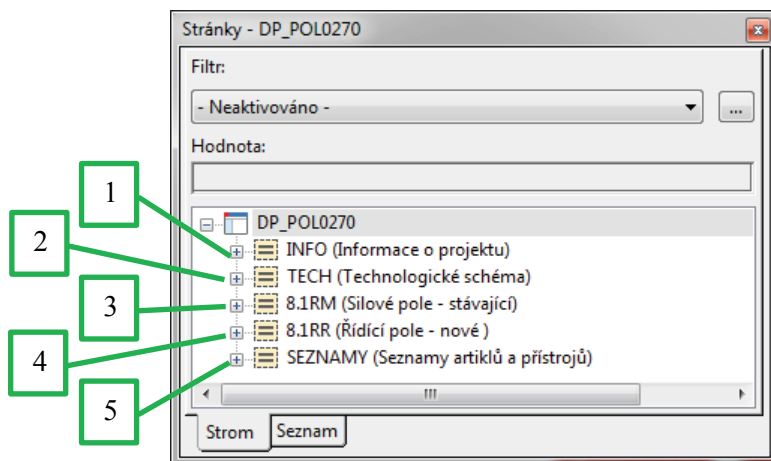 Stránky - DP_POL0270
Filtr:
- Neaktivováno -
...
Hodnota:
1
2
3
4
5
DP_POL0270
INFO (Informace o projektu)
TECH (Technologické schéma)
8.1RM (Silové pole - stávající)
8.1RR (Řídící pole - nové )
SEZNAMY (Seznamy artiklů a přístrojů)
Strom
Seznam